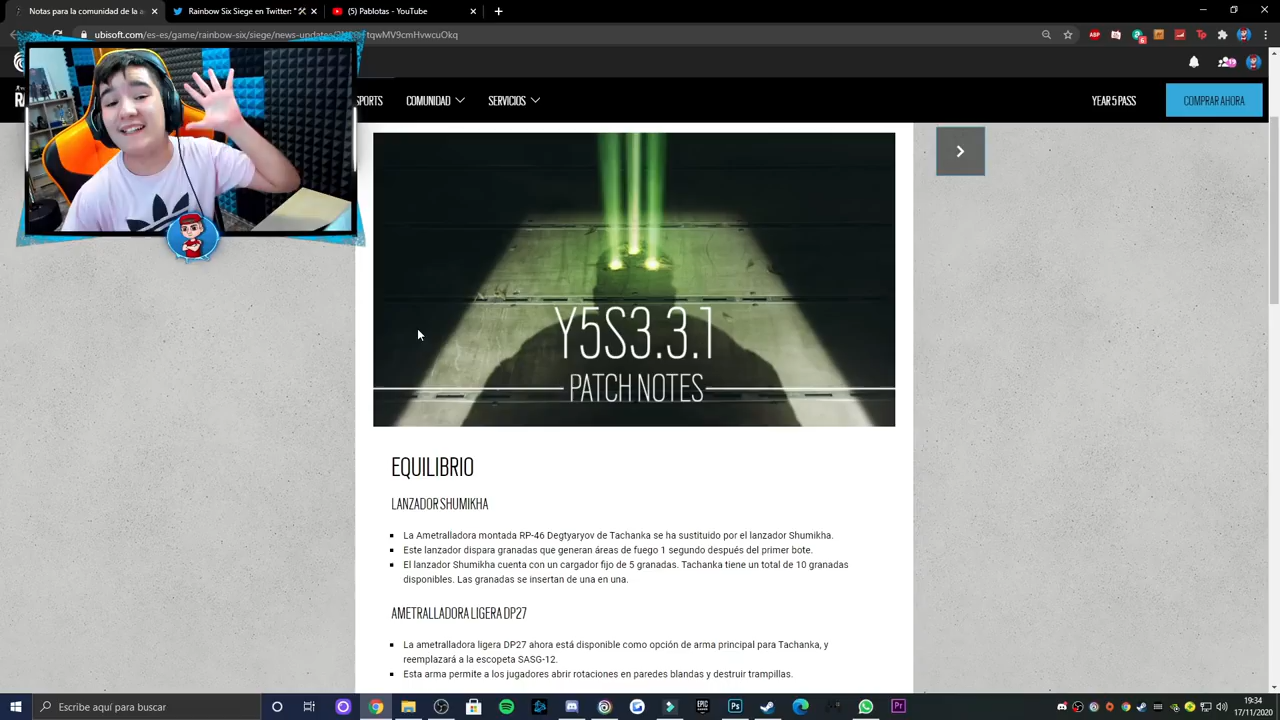 Notas para la comunidad de la s
Rainbow Six Siege en Twitter: "S
(5) Pablotas - YouTube
ubisoft.com/es-es/game/rainbow-six/siege/news-updates
tqwMV9cmHvwcuOkq
SPORTS
COMUNIDAD
SERVICIOS
YEAR 5 PASS
COMPRAR AHORA
Y5S3.3.1
PATCH NOTES
EQUILIBRIO
LANZADOR SHUMIKHA
La Ametralladora montada RP-46 Degtyaryov de Tachanka se ha sustituido por el lanzador Shumikha.
Este lanzador dispara granadas que generan áreas de fuego 1 segundo después del primer bote.
El lanzador Shumikha cuenta con un cargador fijo de 5 granadas. Tachanka tiene un total de 10 granadas
disponibles. Las granadas se insertan de una en una.
AMETRALLADORA LIGERA DP27
La ametralladora ligera DP27 ahora está disponible como opción de arma principal para Tachanka, y
reemplazará a la escopeta SASG-12.
Esta arma permite a los jugadores abrir rotaciones en paredes blandas y destruir trampillas.
Escribe aquí para buscar
19:34
17/11/2020